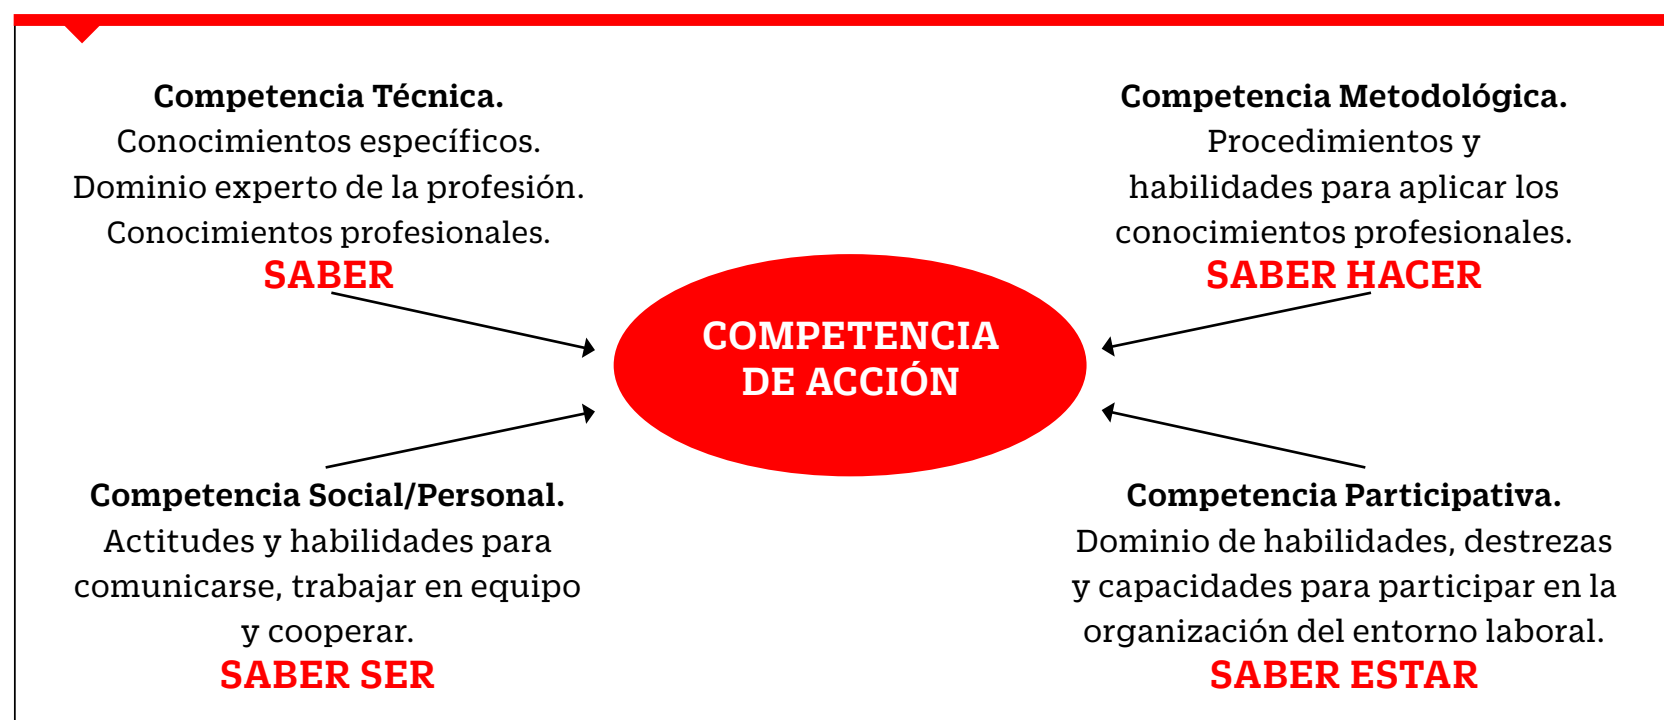 Competencia Técnica.
Conocimientos específicos.
Dominio experto de la profesión.
Conocimientos profesionales.
SABER
Competencia Metodológica.
Procedimientos y
habilidades para aplicar los
conocimientos profesionales.
SABER HACER
COMPETENCIA
DE ACCIÓN
Competencia Social/Personal.
Actitudes y habilidades para
comunicarse, trabajar en equipo
y cooperar.
SABER SER
Competencia Participativa.
Dominio de habilidades, destrezas
y capacidades para participar en la
organización del entorno laboral.
SABER ESTAR